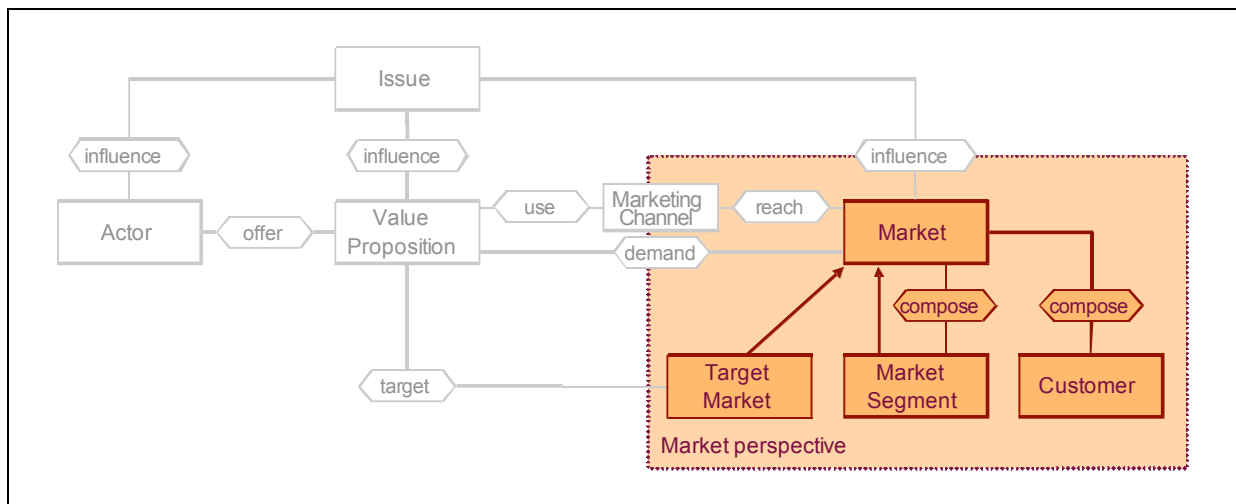 Issue
influence
influence
influence
Actor
offer
Value
Proposition
use
Marketing
Channel
reach
Market
demand
compose
compose
target
Target
Market
Market
Segment
Customer
Market perspective